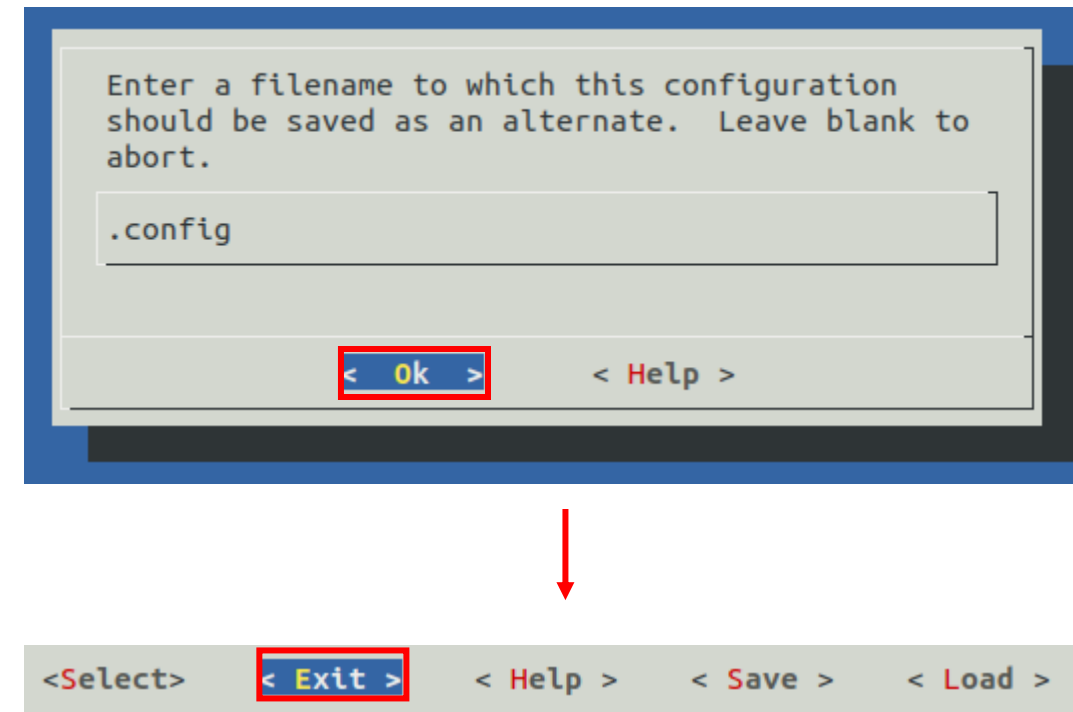 Enter a filename to which this configuration
should be saved as an alternate.  Leave blank to
abort.
.config
<  Ok  > < Help >
<Select> < Exit > < Help > < Save > < Load >